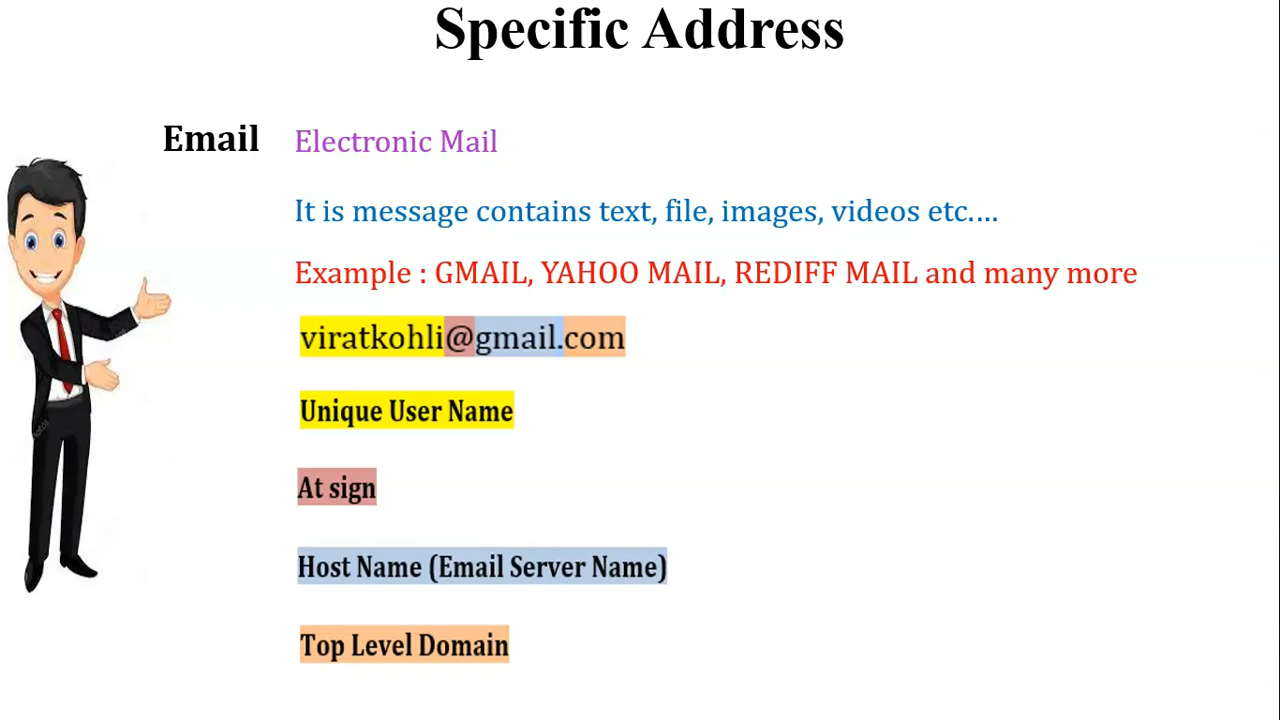 Specific Address
Email Electronic Mail
It is message contains text, file, images, videos etc....
Example : GMAIL, YAHOO MAIL, REDIFF MAIL and many more
viratkohli@gmail.com
Unique User Name
At sign
Host Name (Email Server Name)
Top Level Domain